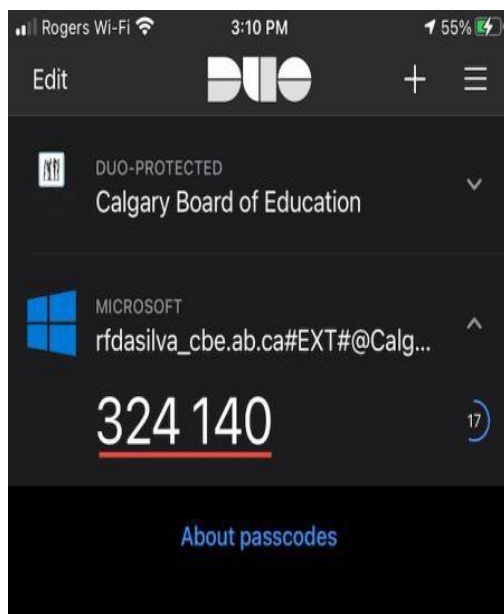 Rogers Wi-Fi 3:10 PM 55%
Edit DUO + 
DUO-PROTECTED
Calgary Board of Education
MICROSOFT
rfdasilva_cbe.ab.ca#EXT#@Calg...
324 140 17
About passcodes